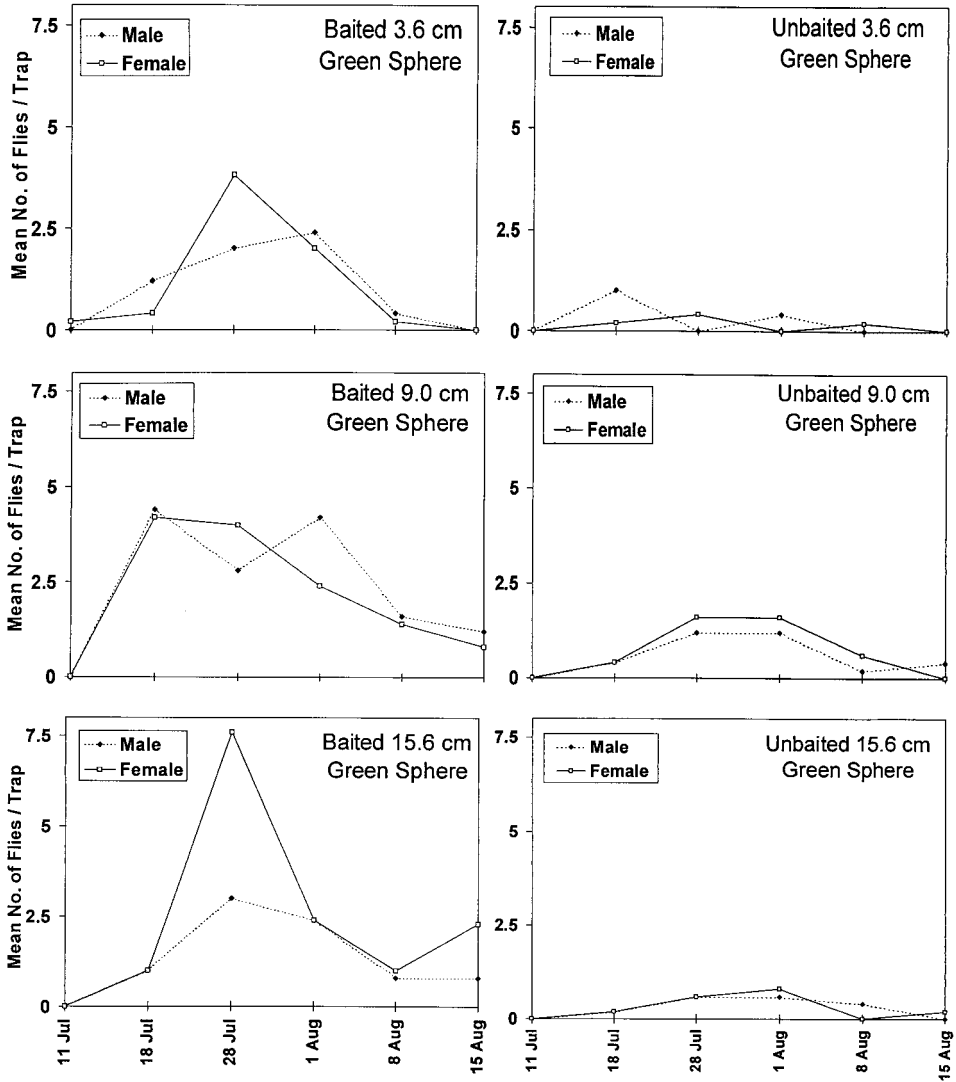 7.5
Male
Female
Baited 3.6 cm
Green Sphere
Mean No. of Flies / Trap
5
2.5
0
7.5
Male
Female
Unbaited 3.6 cm
Green Sphere
5
2.5
0
7.5
Male
Female
Baited 9.0 cm
Green Sphere
Mean No. of Flies / Trap
5
2.5
0
7.5
Male
Female
Unbaited 9.0 cm
Green Sphere
5
2.5
0
7.5
Male
Female
Baited 15.6 cm
Green Sphere
Mean No. of Flies / Trap
5
2.5
0
11 Jul
18 Jul
28 Jul
1 Aug
8 Aug
15 Aug
7.5
Male
Female
Unbaited 15.6 cm
Green Sphere
5
2.5
0
11 Jul
18 Jul
28 Jul
1 Aug
8 Aug
15 Aug